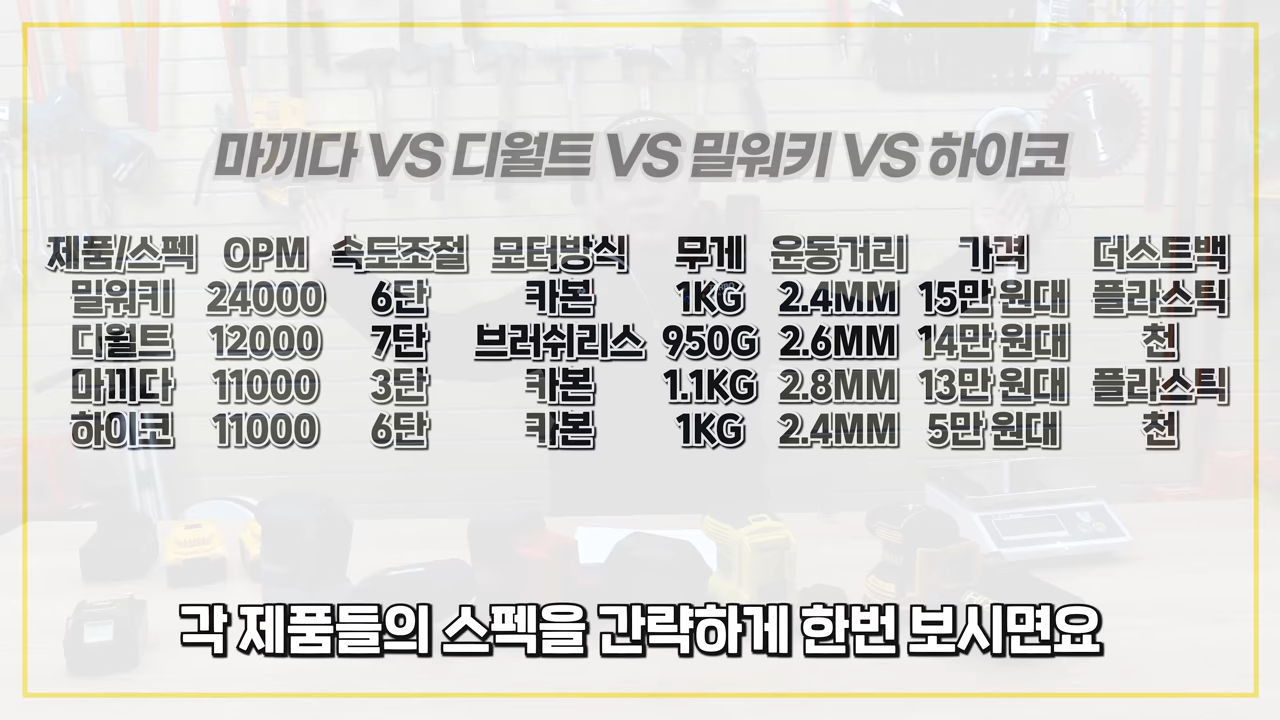 마끼다 VS 디월트 VS 밀워키 VS 하이코
제품/스펙 OPM 속도조절 모터방식 무게 운동거리 가격 더스트백
밀워키 24000 6단 카본 1KG 2.4MM 15만 원대 플라스틱
디월트 12000 7단 브러쉬리스 950G 2.6MM 14만 원대 천
마끼다 11000 3단 카본 1.1KG 2.8MM 13만 원대 플라스틱
하이코 11000 6단 카본 1KG 2.4MM 5만 원대 천
각 제품들의 스펙을 간략하게 한번 보시면요